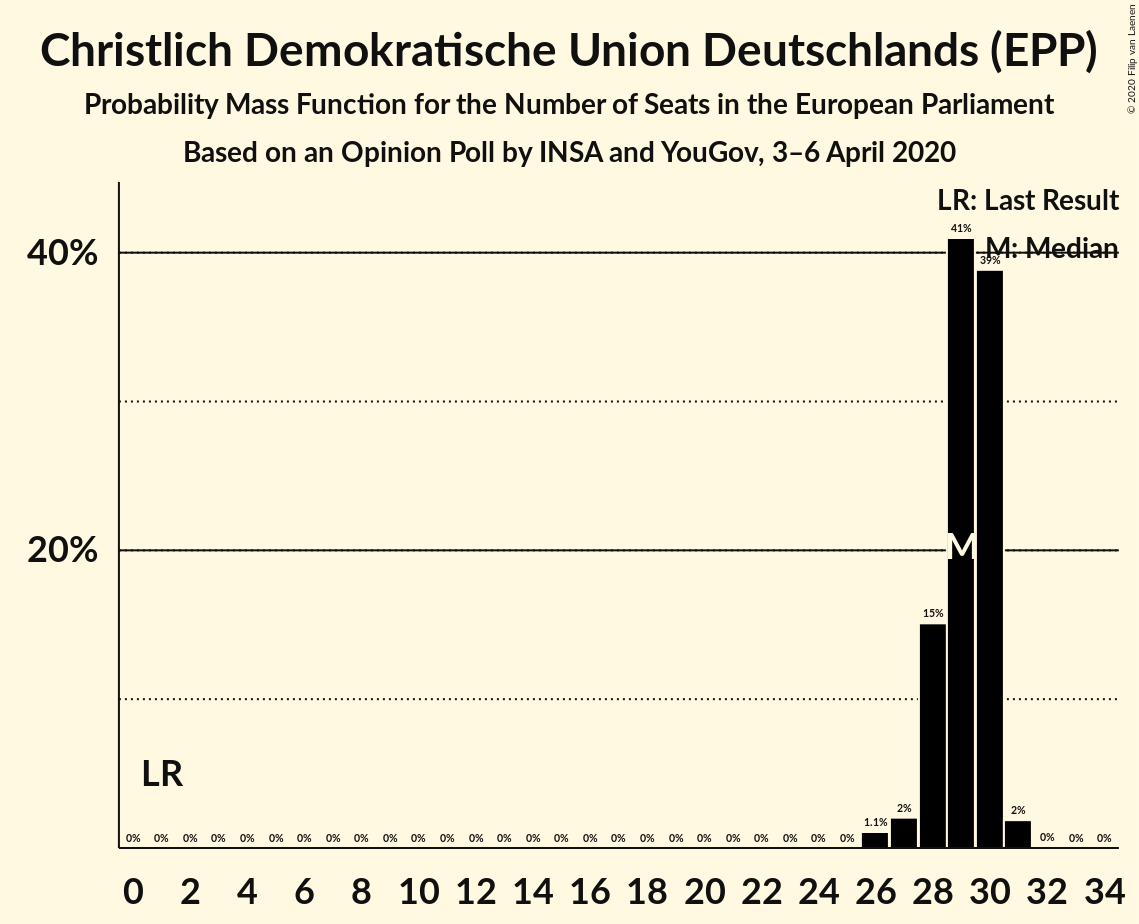 Christlich Demokratische Union Deutschlands (EPP)
Probability Mass Function for the Number of Seats in the European Parliament
Based on an Opinion Poll by INSA and YouGov, 3–6 April 2020
© 2020 Filip van Laenen
LR: Last Result
M: Median
41%
39%
40%
M
20%
15%
LR
0% 0% 0% 0% 0% 0% 0% 0% 0% 0% 0% 0% 0% 0% 0% 0% 0% 0% 0% 0% 0% 0% 0% 0% 0% 0% 1.1% 2% 2% 0% 0% 0%
0 2 4 6 8 10 12 14 16 18 20 22 24 26 28 30 32 34